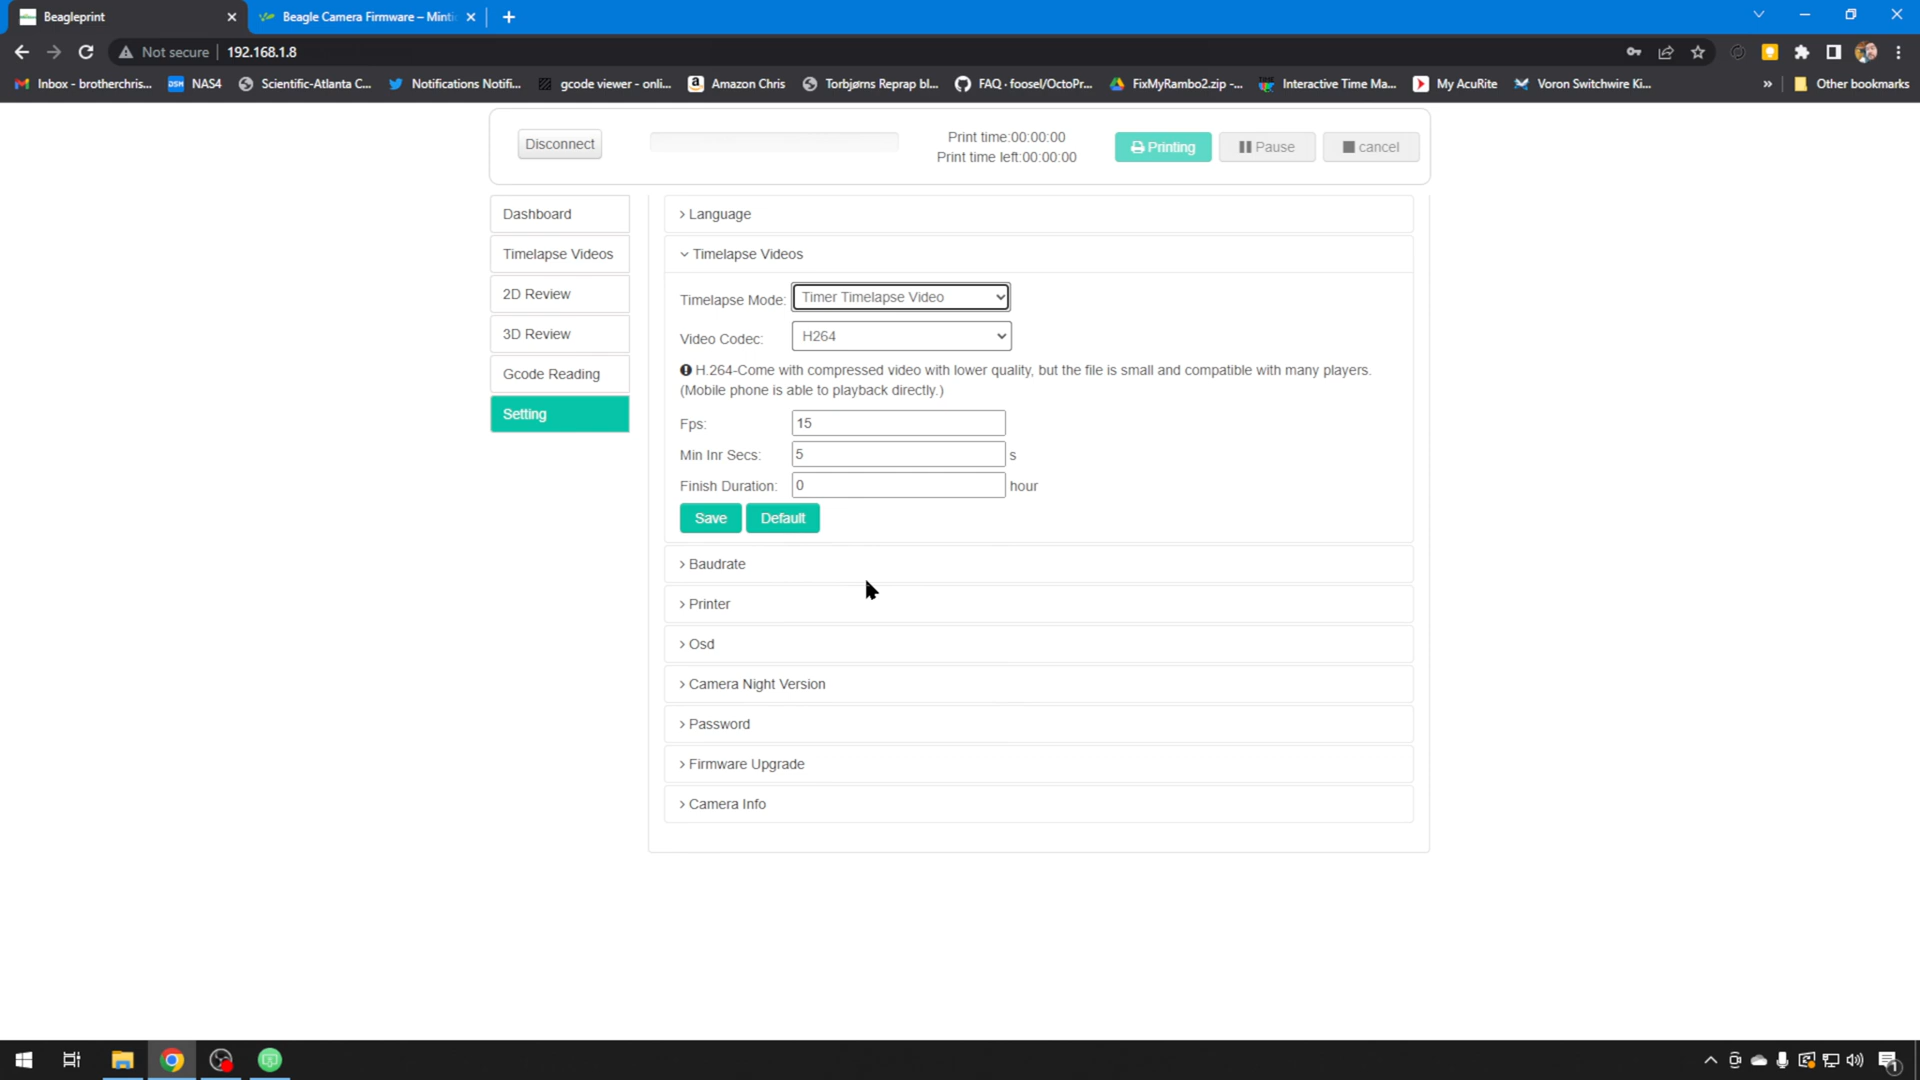 Beagleprint
Beagle Camera Firmware – Mintic
Not secure
192.168.1.8
Inbox - brotherchris...
NAS4
Scientific-Atlanta C...
Notifications Notifi...
gcode viewer - onli...
Amazon Chris
Torbjørns Reprap bl...
FAQ · foosel/OctoPr...
FixMyRambo2.zip -...
Interactive Time Ma...
My AcuRite
Voron Switchwire Ki...
»
Other bookmarks
Disconnect
Print time:00:00:00
Print time left:00:00:00
Printing
Pause
cancel
Dashboard
Timelapse Videos
2D Review
3D Review
Gcode Reading
Setting
Language
Timelapse Videos
Timelapse Mode:
Timer Timelapse Video
Video Codec:
H264
H.264-Come with compressed video with lower quality, but the file is small and compatible with many players.
(Mobile phone is able to playback directly.)
Fps:
15
Min Inr Secs:
5
s
Finish Duration:
0
hour
Save
Default
Baudrate
Printer
Osd
Camera Night Version
Password
Firmware Upgrade
Camera Info